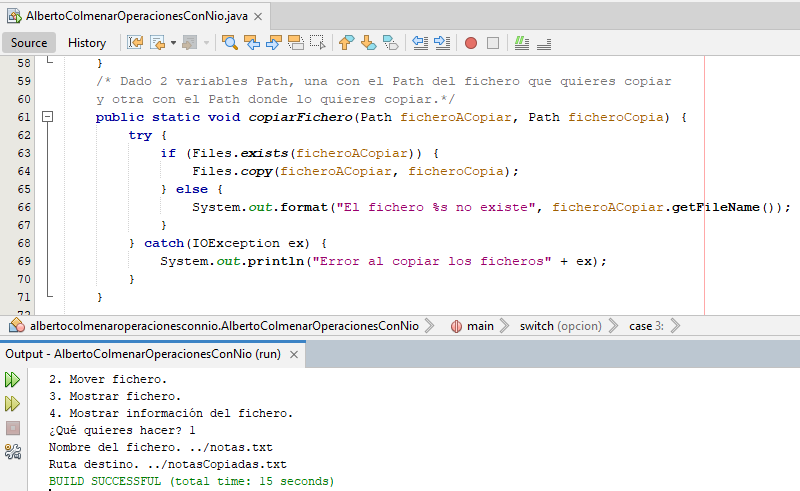 AlbertoColmenarOperacionesConNio.java ×
Source History
58 }
59 /* Dado 2 variables Path, una con el Path del fichero que quieres copiar
60 y otra con el Path donde lo quieres copiar.*/
61 public static void copiarFichero(Path ficheroACopiar, Path ficheroCopia) {
62 try {
63 if (Files.exists(ficheroACopiar)) {
64 Files.copy(ficheroACopiar, ficheroCopia);
65 } else {
66 System.out.format("El fichero %s no existe", ficheroACopiar.getFileName());
67 }
68 } catch(IOException ex) {
69 System.out.println("Error al copiar los ficheros" + ex);
70 }
71 }
albertocolmenaroperacionesconnio.AlbertoColmenarOperacionesConNio main switch (opcion) case 3:
Output - AlbertoColmenarOperacionesConNio (run) ×
2. Mover fichero.
3. Mostrar fichero.
4. Mostrar información del fichero.
¿Qué quieres hacer? 1
Nombre del fichero. ../notas.txt
Ruta destino. ../notasCopiadas.txt
BUILD SUCCESSFUL (total time: 15 seconds)